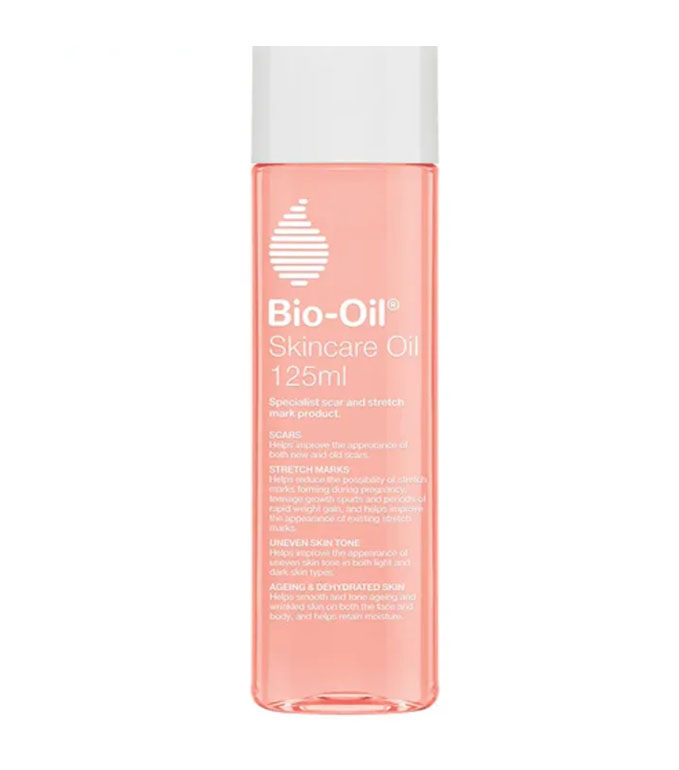 Bio-Oil®
Skincare Oil
125ml
Specialist scar and stretch
mark product.
SCARS
Helps improve the appearance of
both new and old scars.
STRETCH MARKS
Helps reduce the possibility of stretch
marks forming during pregnancy,
teenage growth spurts and periods of
rapid weight gain, and helps improve
the appearance of existing stretch
marks.
UNEVEN SKIN TONE
Helps improve the appearance of
uneven skin tone in both light and
dark skin types.
AGEING & DEHYDRATED SKIN
Helps smooth and tone ageing and
wrinkled skin on both the face and
body, and helps retain moisture.